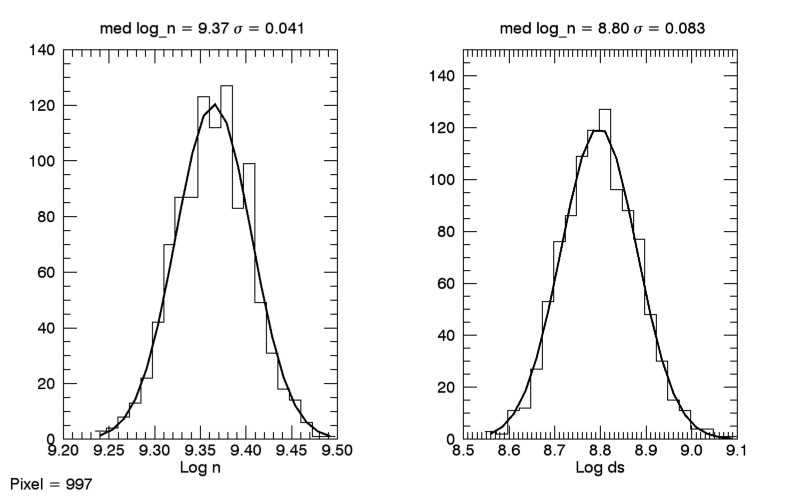 med log_n = 9.37 σ = 0.041
med log_n = 8.80 σ = 0.083
140
120
100
80
60
40
20
0
9.20 9.25 9.30 9.35 9.40 9.45 9.50
Log n
140
120
100
80
60
40
20
0
8.5 8.6 8.7 8.8 8.9 9.0 9.1
Log ds
Pixel = 997